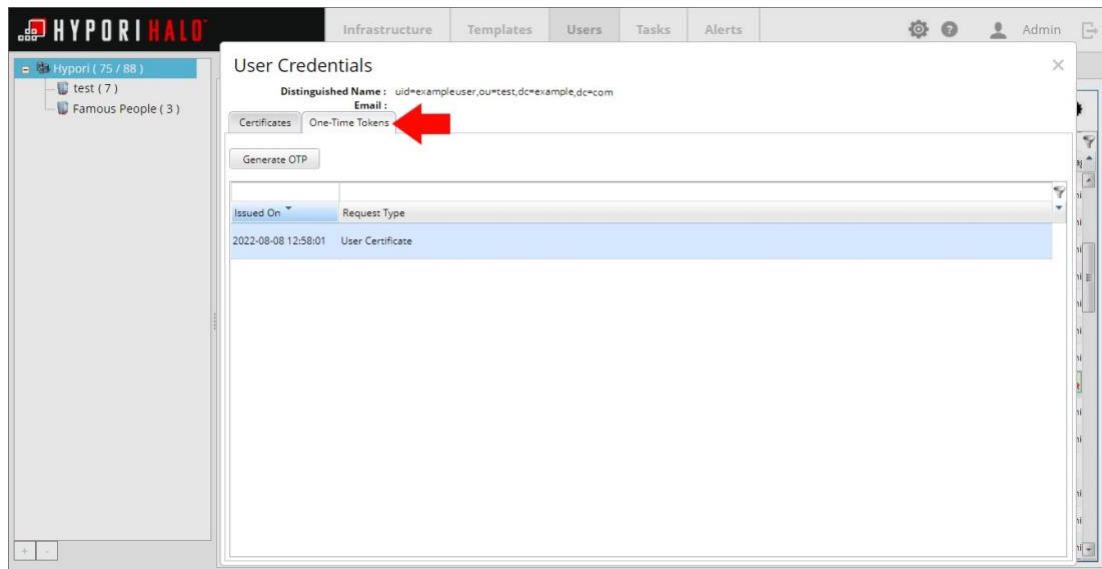 HYPORI HALO
Infrastructure Templates Users Tasks Alerts
Admin
Hypori ( 75 / 88 )
test ( 7 )
Famous People ( 3 )
User Credentials
Distinguished Name : uid=exampleuser,ou=test,dc=example,dc=com
Email :
Certificates One-Time Tokens
Generate OTP
Issued On Request Type
2022-08-08 12:58:01 User Certificate